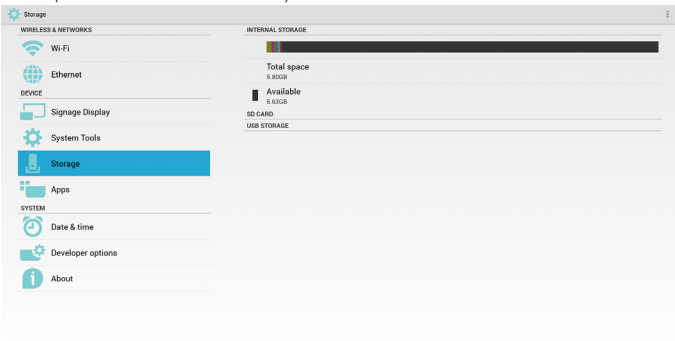 Storage
WIRELESS & NETWORKS
Wi-Fi
Ethernet
DEVICE
Signage Display
System Tools
Storage
Apps
SYSTEM
Date & time
Developer options
About
INTERNAL STORAGE
Total space
5.80GB
Available
5.63GB
SD CARD
USB STORAGE